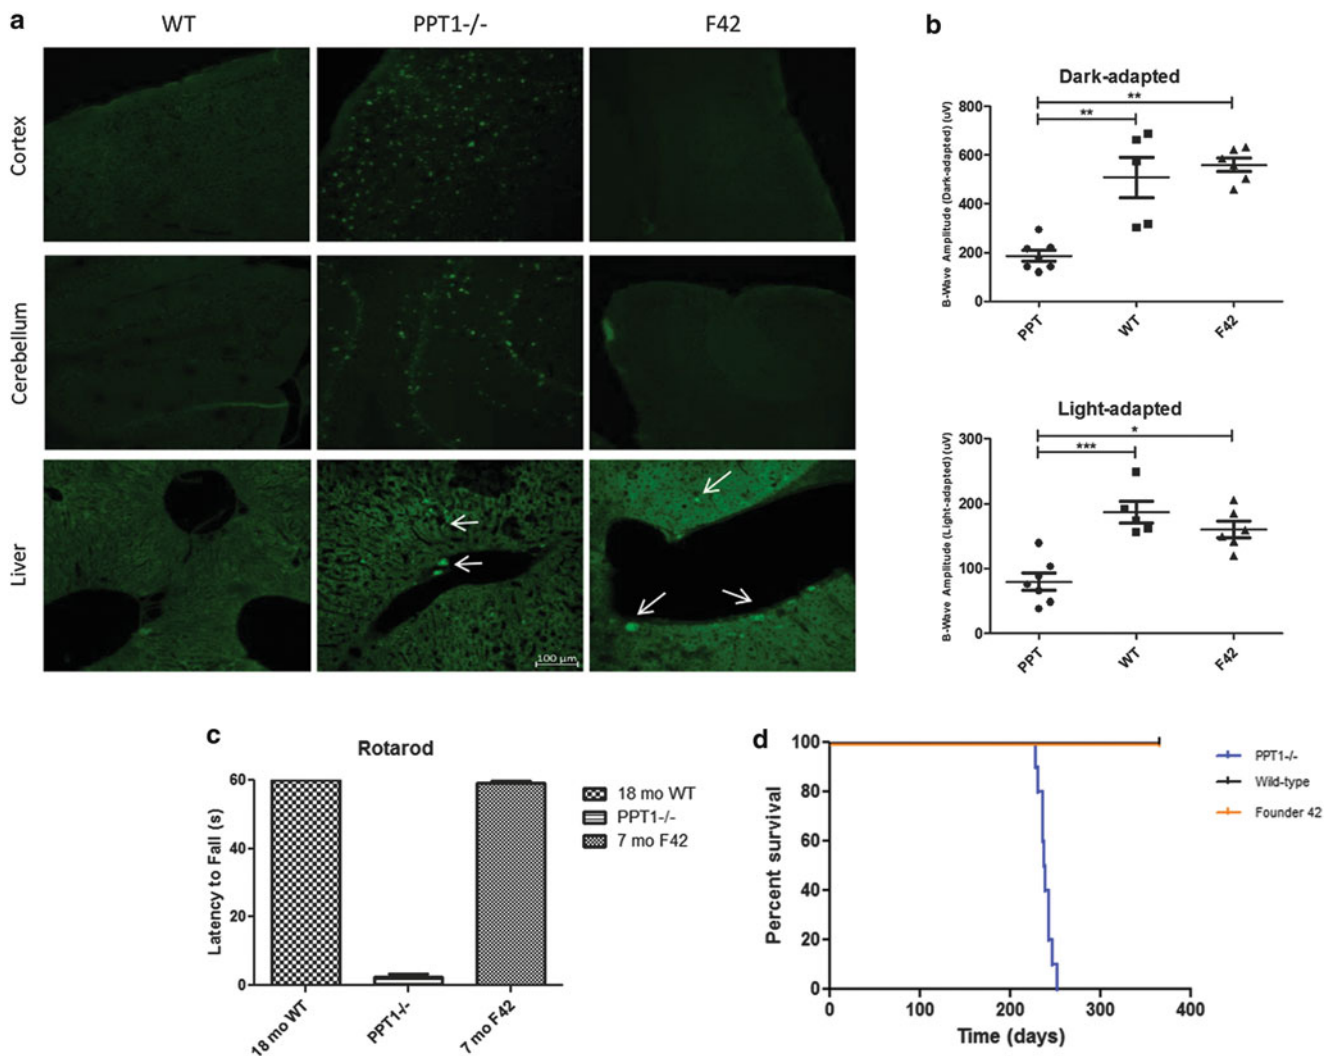 a
WT
PPT1-/-
F42
Cortex
Cerebellum
Liver
100 µm
b
Dark-adapted
B-Wave Amplitude (Dark-adapted) (uV)
800
600
400
200
0
**
**
PPT
WT
F42
Light-adapted
B-Wave Amplitude (Light-adapted) (uV)
300
200
100
0
*
***
PPT
WT
F42
c
Rotarod
Latency to Fall (s)
60
40
20
0
18 mo WT
PPT1-/-
7 mo F42
18 mo WT
PPT1-/-
7 mo F42
d
Percent survival
100
80
60
40
20
0
0
100
200
300
400
Time (days)
PPT1-/-
Wild-type
Founder 42